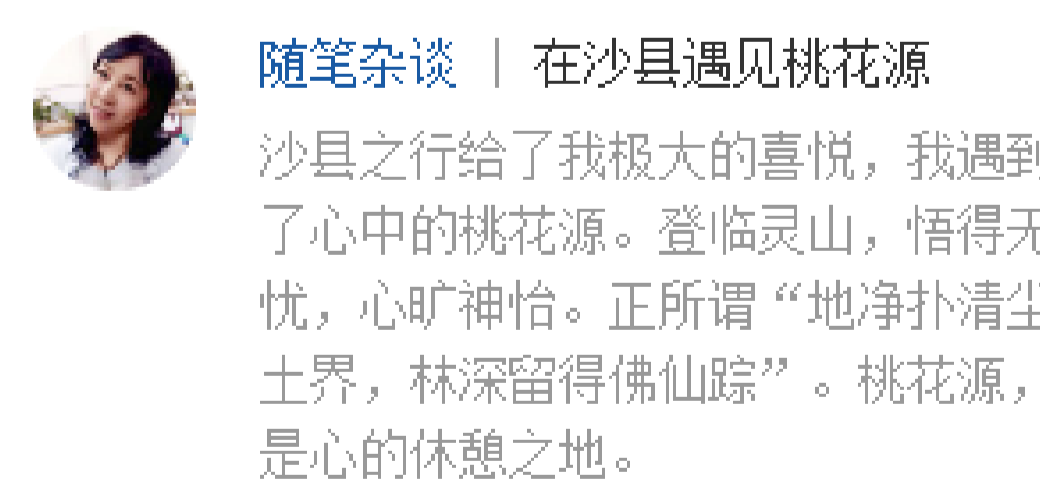 随笔杂谈 | 在沙县遇见桃花源
沙县之行给了我极大的喜悦，我遇到
了心中的桃花源。登临灵山，悟得无
忧，心旷神怡。正所谓“地净扑清尘
土界，林深留得佛仙踪”。桃花源，
是心的休憩之地。